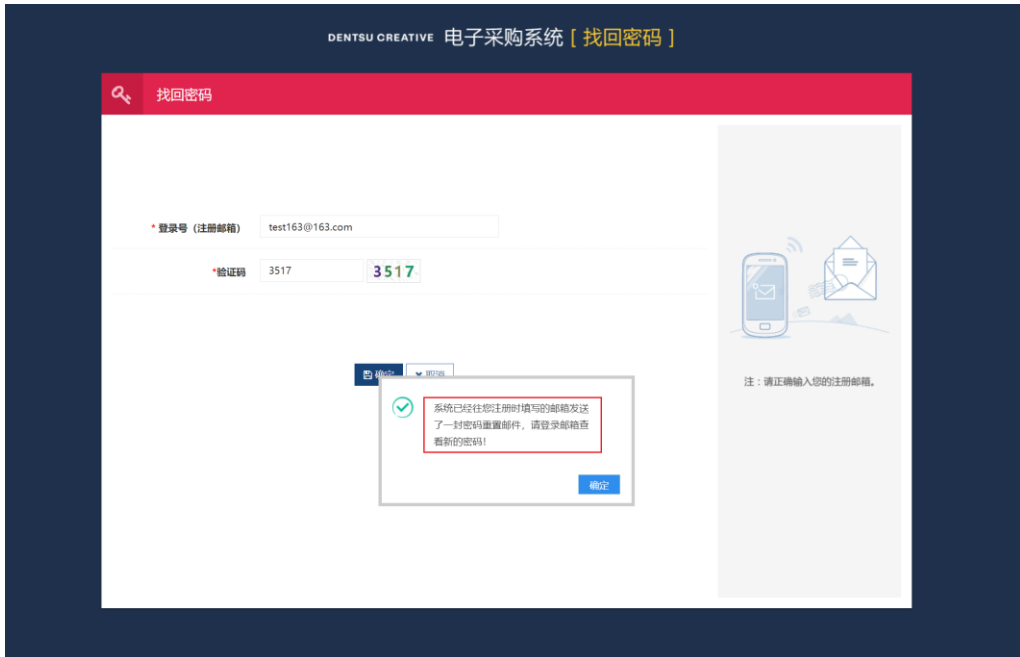 DENTSU CREATIVE 电子采购系统 [ 找回密码 ]
找回密码
* 登录号（注册邮箱） test163@163.com
*验证码 3517 3517
确定 取消
系统已经往您注册时填写的邮箱发送
了一封密码重置邮件，请登录邮箱查
看新的密码！
确定
注：请正确输入您的注册邮箱。